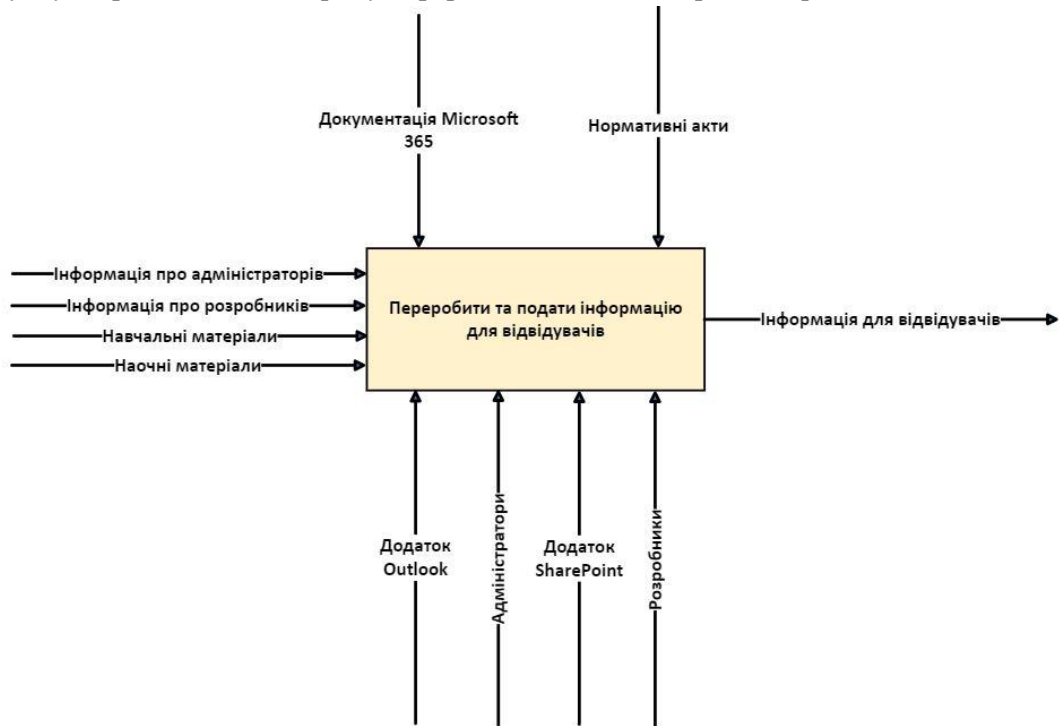 Документація Microsoft
365
Нормативні акти
Інформація про адміністраторів
Інформація про розробників
Навчальні матеріали
Наочні матеріали
Переробити та подати інформацію
для відвідувачів
Інформація для відвідувачів
Додаток
Outlook
Адміністратори
Додаток
SharePoint
Розробники